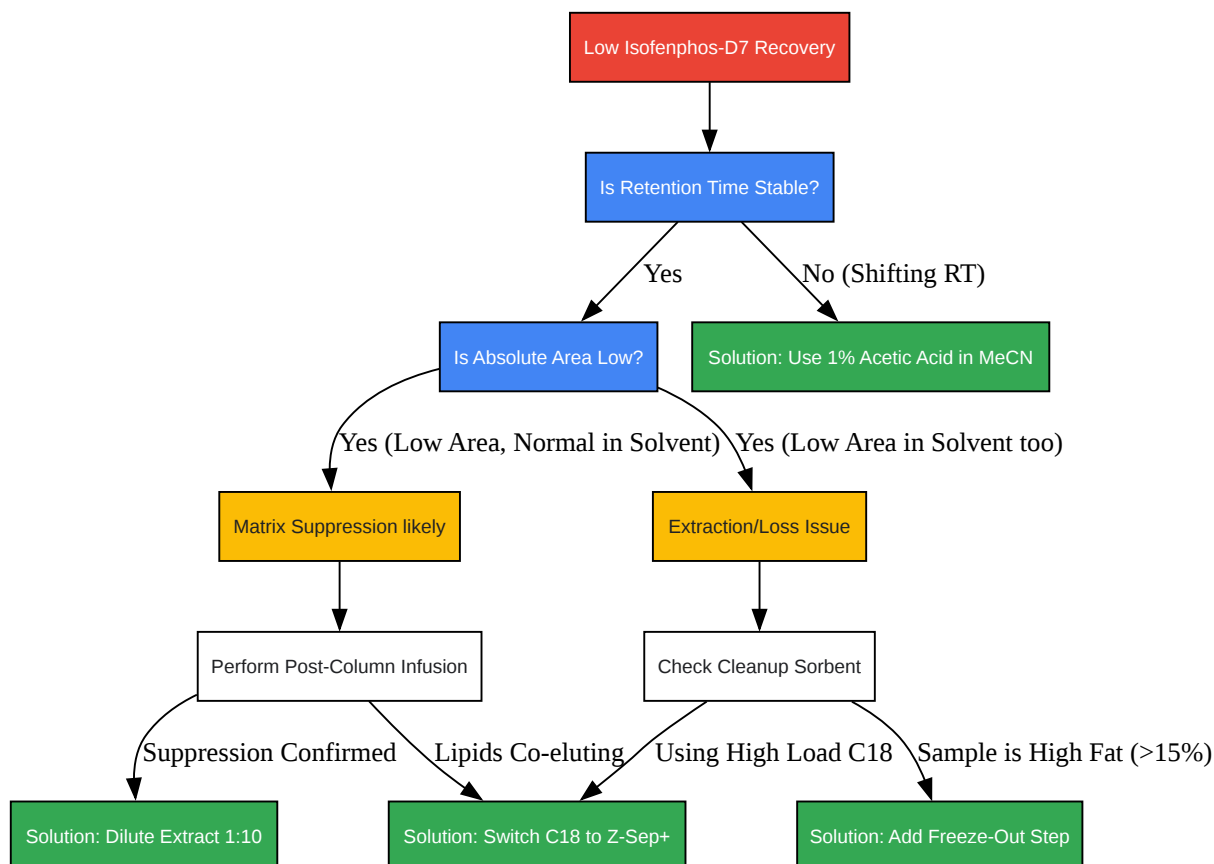 Low Isofenphos-D7 Recovery
Is Retention Time Stable?
Yes
No (Shifting RT)
Is Absolute Area Low?
Solution: Use 1% Acetic Acid in MeCN
Yes (Low Area, Normal in Solvent)
Yes (Low Area in Solvent too)
Matrix Suppression likely
Extraction/Loss Issue
Perform Post-Column Infusion
Check Cleanup Sorbent
Suppression Confirmed
Lipids Co-eluting
Using High Load C18
Sample is High Fat (>15%)
Solution: Dilute Extract 1:10
Solution: Switch C18 to Z-Sep+
Solution: Add Freeze-Out Step